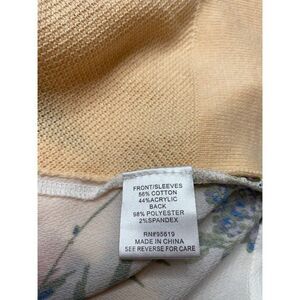 FRONT/SLEEVES
56% COTTON
44%ACRYLIC
BACK
98% POLYESTER
2%SPANDEX
RN#95619
MADE IN CHINA
SEE REVERSE FOR CARE